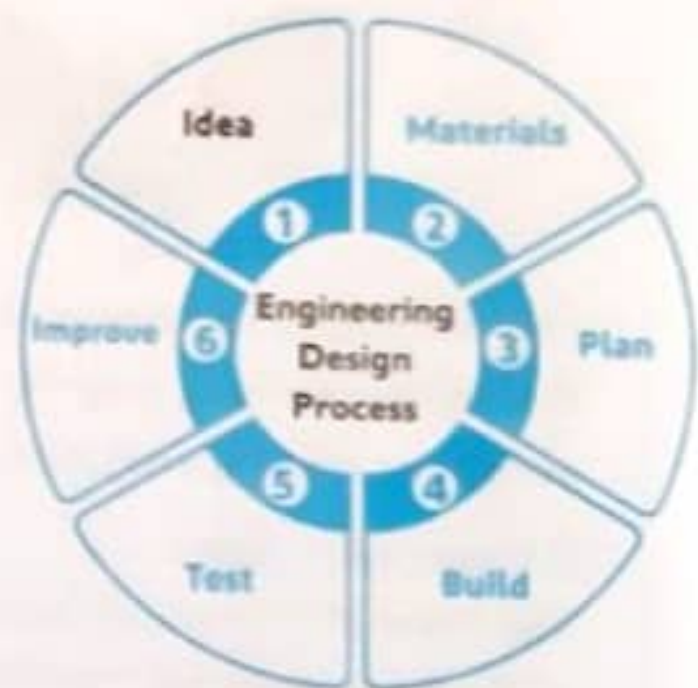 Idea
1
Materials
2
Plan
3
Build
4
Test
5
Improve
6
Engineering
Design
Process